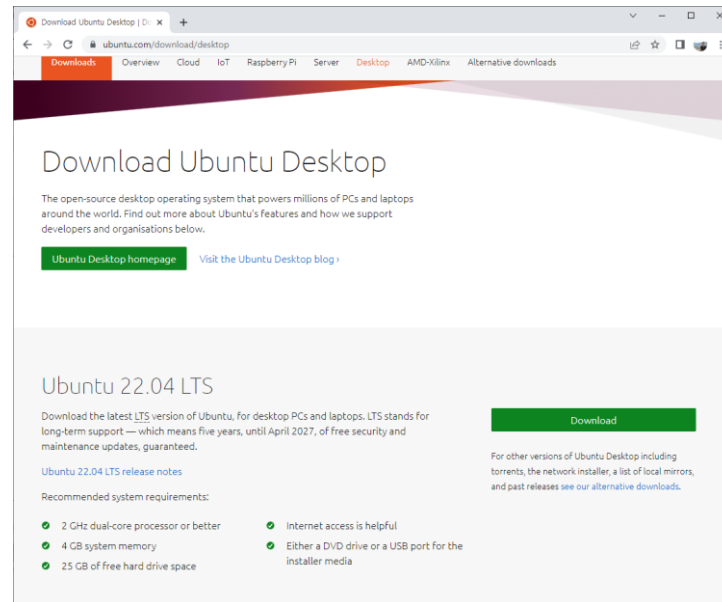 Download Ubuntu Desktop | Do
ubuntu.com/download/desktop
Downloads Overview Cloud IoT Raspberry Pi Server Desktop AMD-Xilinx Alternative downloads
Download Ubuntu Desktop
The open-source desktop operating system that powers millions of PCs and laptops
around the world. Find out more about Ubuntu's features and how we support
developers and organisations below.
Ubuntu Desktop homepage Visit the Ubuntu Desktop blog ›
Ubuntu 22.04 LTS
Download the latest LTS version of Ubuntu, for desktop PCs and laptops. LTS stands for
long-term support — which means five years, until April 2027, of free security and
maintenance updates, guaranteed.
Ubuntu 22.04 LTS release notes
Recommended system requirements:
2 GHz dual-core processor or better
4 GB system memory
25 GB of free hard drive space
Internet access is helpful
Either a DVD drive or a USB port for the
installer media
Download
For other versions of Ubuntu Desktop including
torrents, the network installer, a list of local mirrors,
and past releases see our alternative downloads.